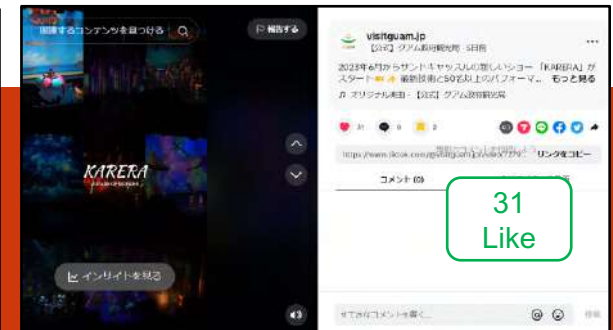 関連するコンテンツを見つける
報告する
KARERA
インサイトを見る
visitguam.jp
【公式】グアム政府観光局・5日前
2023年6月からサンドキャッスルの新しいショー「KARERA」が
スタート 最新技術と50名以上のパフォーマ... もっと見る
オリジナル楽曲 - 【公式】グアム政府観光局
31 0 2
リンクをコピー
コメント (0)
31
Like